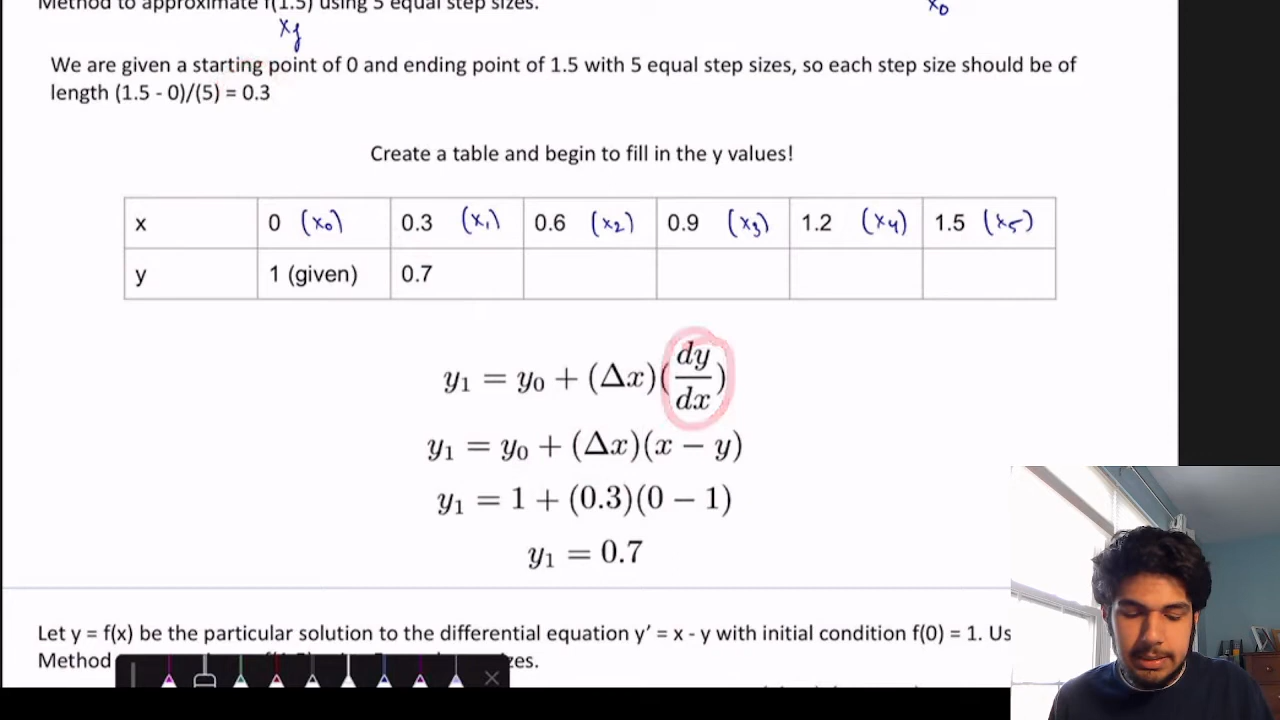 Method to approximate f(1.5) using 5 equal step sizes.
x₀
x_f
We are given a starting point of 0 and ending point of 1.5 with 5 equal step sizes, so each step size should be of
length (1.5 - 0)/(5) = 0.3
Create a table and begin to fill in the y values!
x 0 (x₀) 0.3 (x₁) 0.6 (x₂) 0.9 (x₃) 1.2 (x₄) 1.5 (x₅)
y 1 (given) 0.7
y₁ = y₀ + (Δx)(dy/dx)
y₁ = y₀ + (Δx)(x − y)
y₁ = 1 + (0.3)(0 − 1)
y₁ = 0.7
Let y = f(x) be the particular solution to the differential equation y′ = x - y with initial condition f(0) = 1. Us
Method